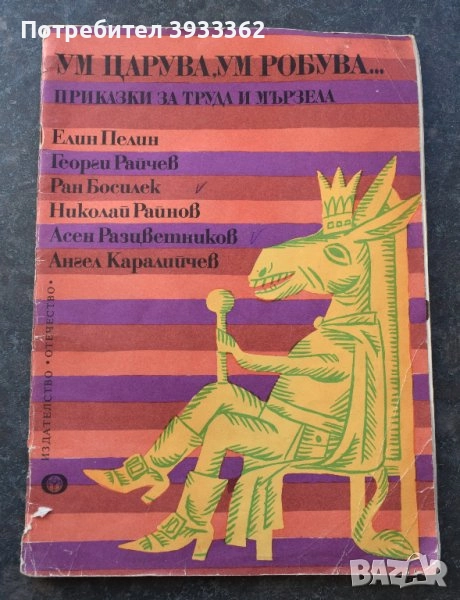 Потребител 3933362
УМ ЦАРУВА, УМ РОБУВА...
ПРИКАЗКИ ЗА ТРУДА И МЪРЗЕЛА
Елин Пелин
Георги Райчев
Ран Босилек
Николай Райнов
Асен Разцветников
Ангел Каралийчев
ИЗДАТЕЛСТВО • ОТЕЧЕСТВО •
BAZAR